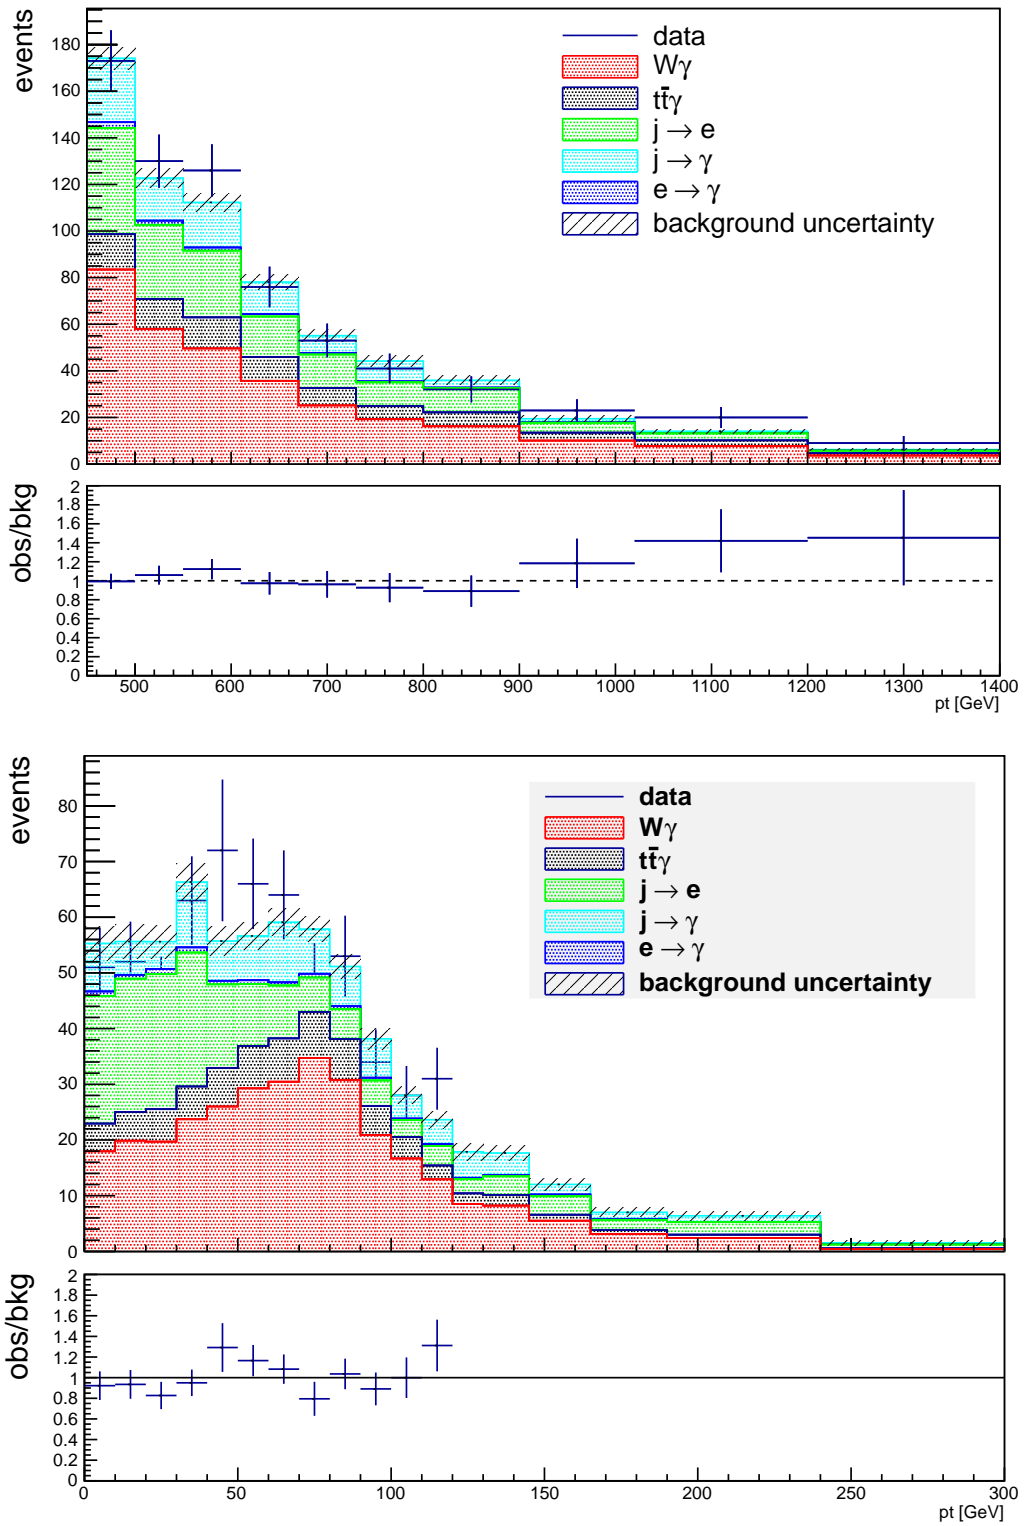 events
180
160
140
120
100
80
60
40
20
0
data
Wγ
tt̄γ
j → e
j → γ
e → γ
background uncertainty
obs/bkg
2
1.8
1.6
1.4
1.2
1
0.8
0.6
0.4
0.2
0
500 600 700 800 900 1000 1100 1200 1300 1400
pt [GeV]
events
80
70
60
50
40
30
20
10
0
data
Wγ
tt̄γ
j → e
j → γ
e → γ
background uncertainty
obs/bkg
2
1.8
1.6
1.4
1.2
1
0.8
0.6
0.4
0.2
0
0 50 100 150 200 250 300
pt [GeV]